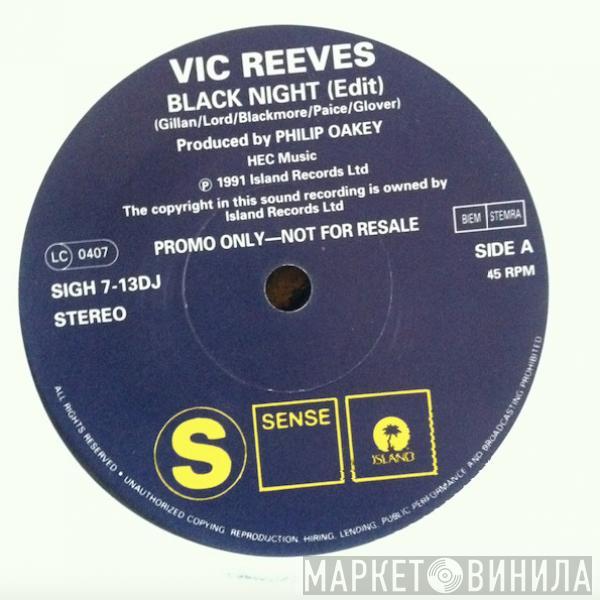 VIC REEVES
BLACK NIGHT (Edit)
(Gillan/Lord/Blackmore/Paice/Glover)
Produced by PHILIP OAKEY
HEC Music
Ⓟ 1991 Island Records Ltd
The copyright in this sound recording is owned by
Island Records Ltd
PROMO ONLY—NOT FOR RESALE
BIEM STEMRA
LC 0407
SIDE A
45 RPM
SIGH 7-13DJ
STEREO
S
SENSE
ISLAND
ALL RIGHTS RESERVED • UNAUTHORIZED COPYING, REPRODUCTION, HIRING, LENDING, PUBLIC PERFORMANCE AND BROADCASTING PROHIBITED
МАРКЕТ ВИНИЛА